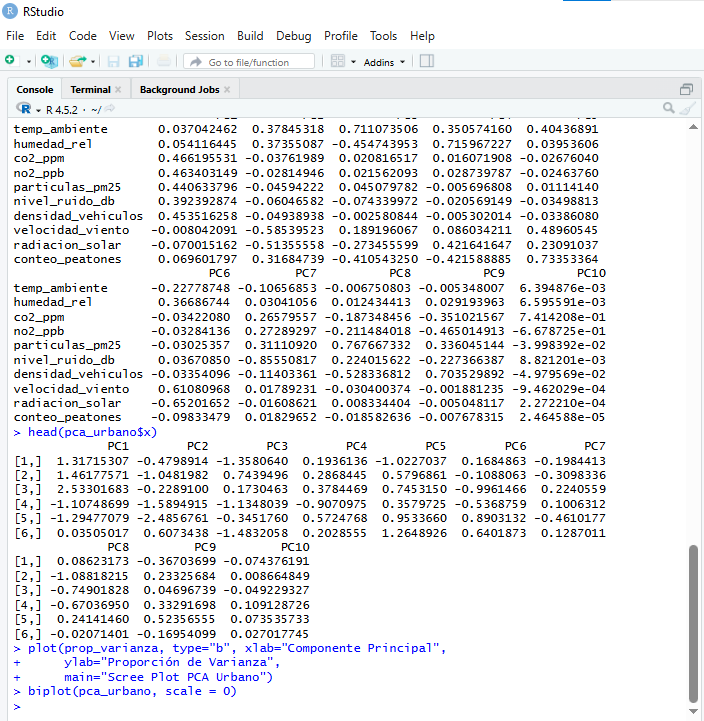 RStudio
File Edit Code View Plots Session Build Debug Profile Tools Help
Go to file/function Addins
Console Terminal Background Jobs
R 4.5.2 · ~/
temp_ambiente 0.037042462 0.37845318 0.711073506 0.350574160 0.40436891
humedad_rel 0.054116445 0.37355087 -0.454743953 0.715967227 0.03953606
co2_ppm 0.466195531 -0.03761989 0.020816517 0.016071908 -0.02676040
no2_ppb 0.463403149 -0.02814946 0.021562093 0.028739787 -0.02463760
particulas_pm25 0.440633796 -0.04594222 0.045079782 -0.005696808 0.01114140
nivel_ruido_db 0.392392874 -0.06046582 -0.074339972 -0.020569149 -0.03498813
densidad_vehiculos 0.453516258 -0.04938938 -0.002580844 -0.005302014 -0.03386080
velocidad_viento -0.008042091 -0.58539523 0.189196067 0.086034211 0.48960545
radiacion_solar -0.070015162 -0.51355558 -0.273455599 0.421641647 0.23091037
conteo_peatones 0.069601797 0.31684739 -0.410543250 -0.421588885 0.73353364
PC6 PC7 PC8 PC9 PC10
temp_ambiente -0.22778748 -0.10656853 -0.006750803 -0.005348007 6.394876e-03
humedad_rel 0.36686744 0.03041056 0.012434413 0.029193963 6.595591e-03
co2_ppm -0.03422080 0.26579557 -0.187348456 -0.351021567 7.414208e-01
no2_ppb -0.03284136 0.27289297 -0.211484018 -0.465014913 -6.678725e-01
particulas_pm25 -0.03025357 0.31110920 0.767667332 0.336045144 -3.998392e-02
nivel_ruido_db 0.03670850 -0.85550817 0.224015622 -0.227366387 8.821201e-03
densidad_vehiculos -0.03354096 -0.11403361 -0.528336812 0.703529892 -4.979569e-02
velocidad_viento 0.61080968 0.01789231 -0.030400374 -0.001881235 -9.462029e-04
radiacion_solar -0.65201652 -0.01608621 0.008334404 -0.005048117 2.272210e-04
conteo_peatones -0.09833479 0.01829652 -0.018582636 -0.007678315 2.464588e-05
> head(pca_urbano$x)
PC1 PC2 PC3 PC4 PC5 PC6 PC7
[1,] 1.31715307 -0.4798914 -1.3580640 0.1936136 -1.0227037 0.1684863 -0.1984413
[2,] 1.46177571 -1.0481982 0.7439496 0.2868445 0.5796861 -0.1088063 -0.3098336
[3,] 2.53301683 -0.2289100 0.1730463 0.3784469 0.7453150 -0.9961466 0.2240559
[4,] -1.10748699 -1.5894915 -1.1348039 -0.9070975 0.3579725 -0.5368759 0.1006312
[5,] -1.29477079 -2.4856761 -0.3451760 0.5724768 0.9533660 0.8903132 -0.4610177
[6,] 0.03505017 0.6073438 -1.4832058 0.2028555 1.2648926 0.6401873 0.1287011
PC8 PC9 PC10
[1,] 0.08623173 -0.36703699 -0.074376191
[2,] -1.08818215 0.23325684 0.008664849
[3,] -0.74901828 0.04696739 -0.049229327
[4,] -0.67036950 0.33291698 0.109128726
[5,] 0.24141460 0.52356555 0.073535733
[6,] -0.02071401 -0.16954099 0.027017745
> plot(prop_varianza, type="b", xlab="Componente Principal",
+ ylab="Proporción de Varianza",
+ main="Scree Plot PCA Urbano")
> biplot(pca_urbano, scale = 0)
>